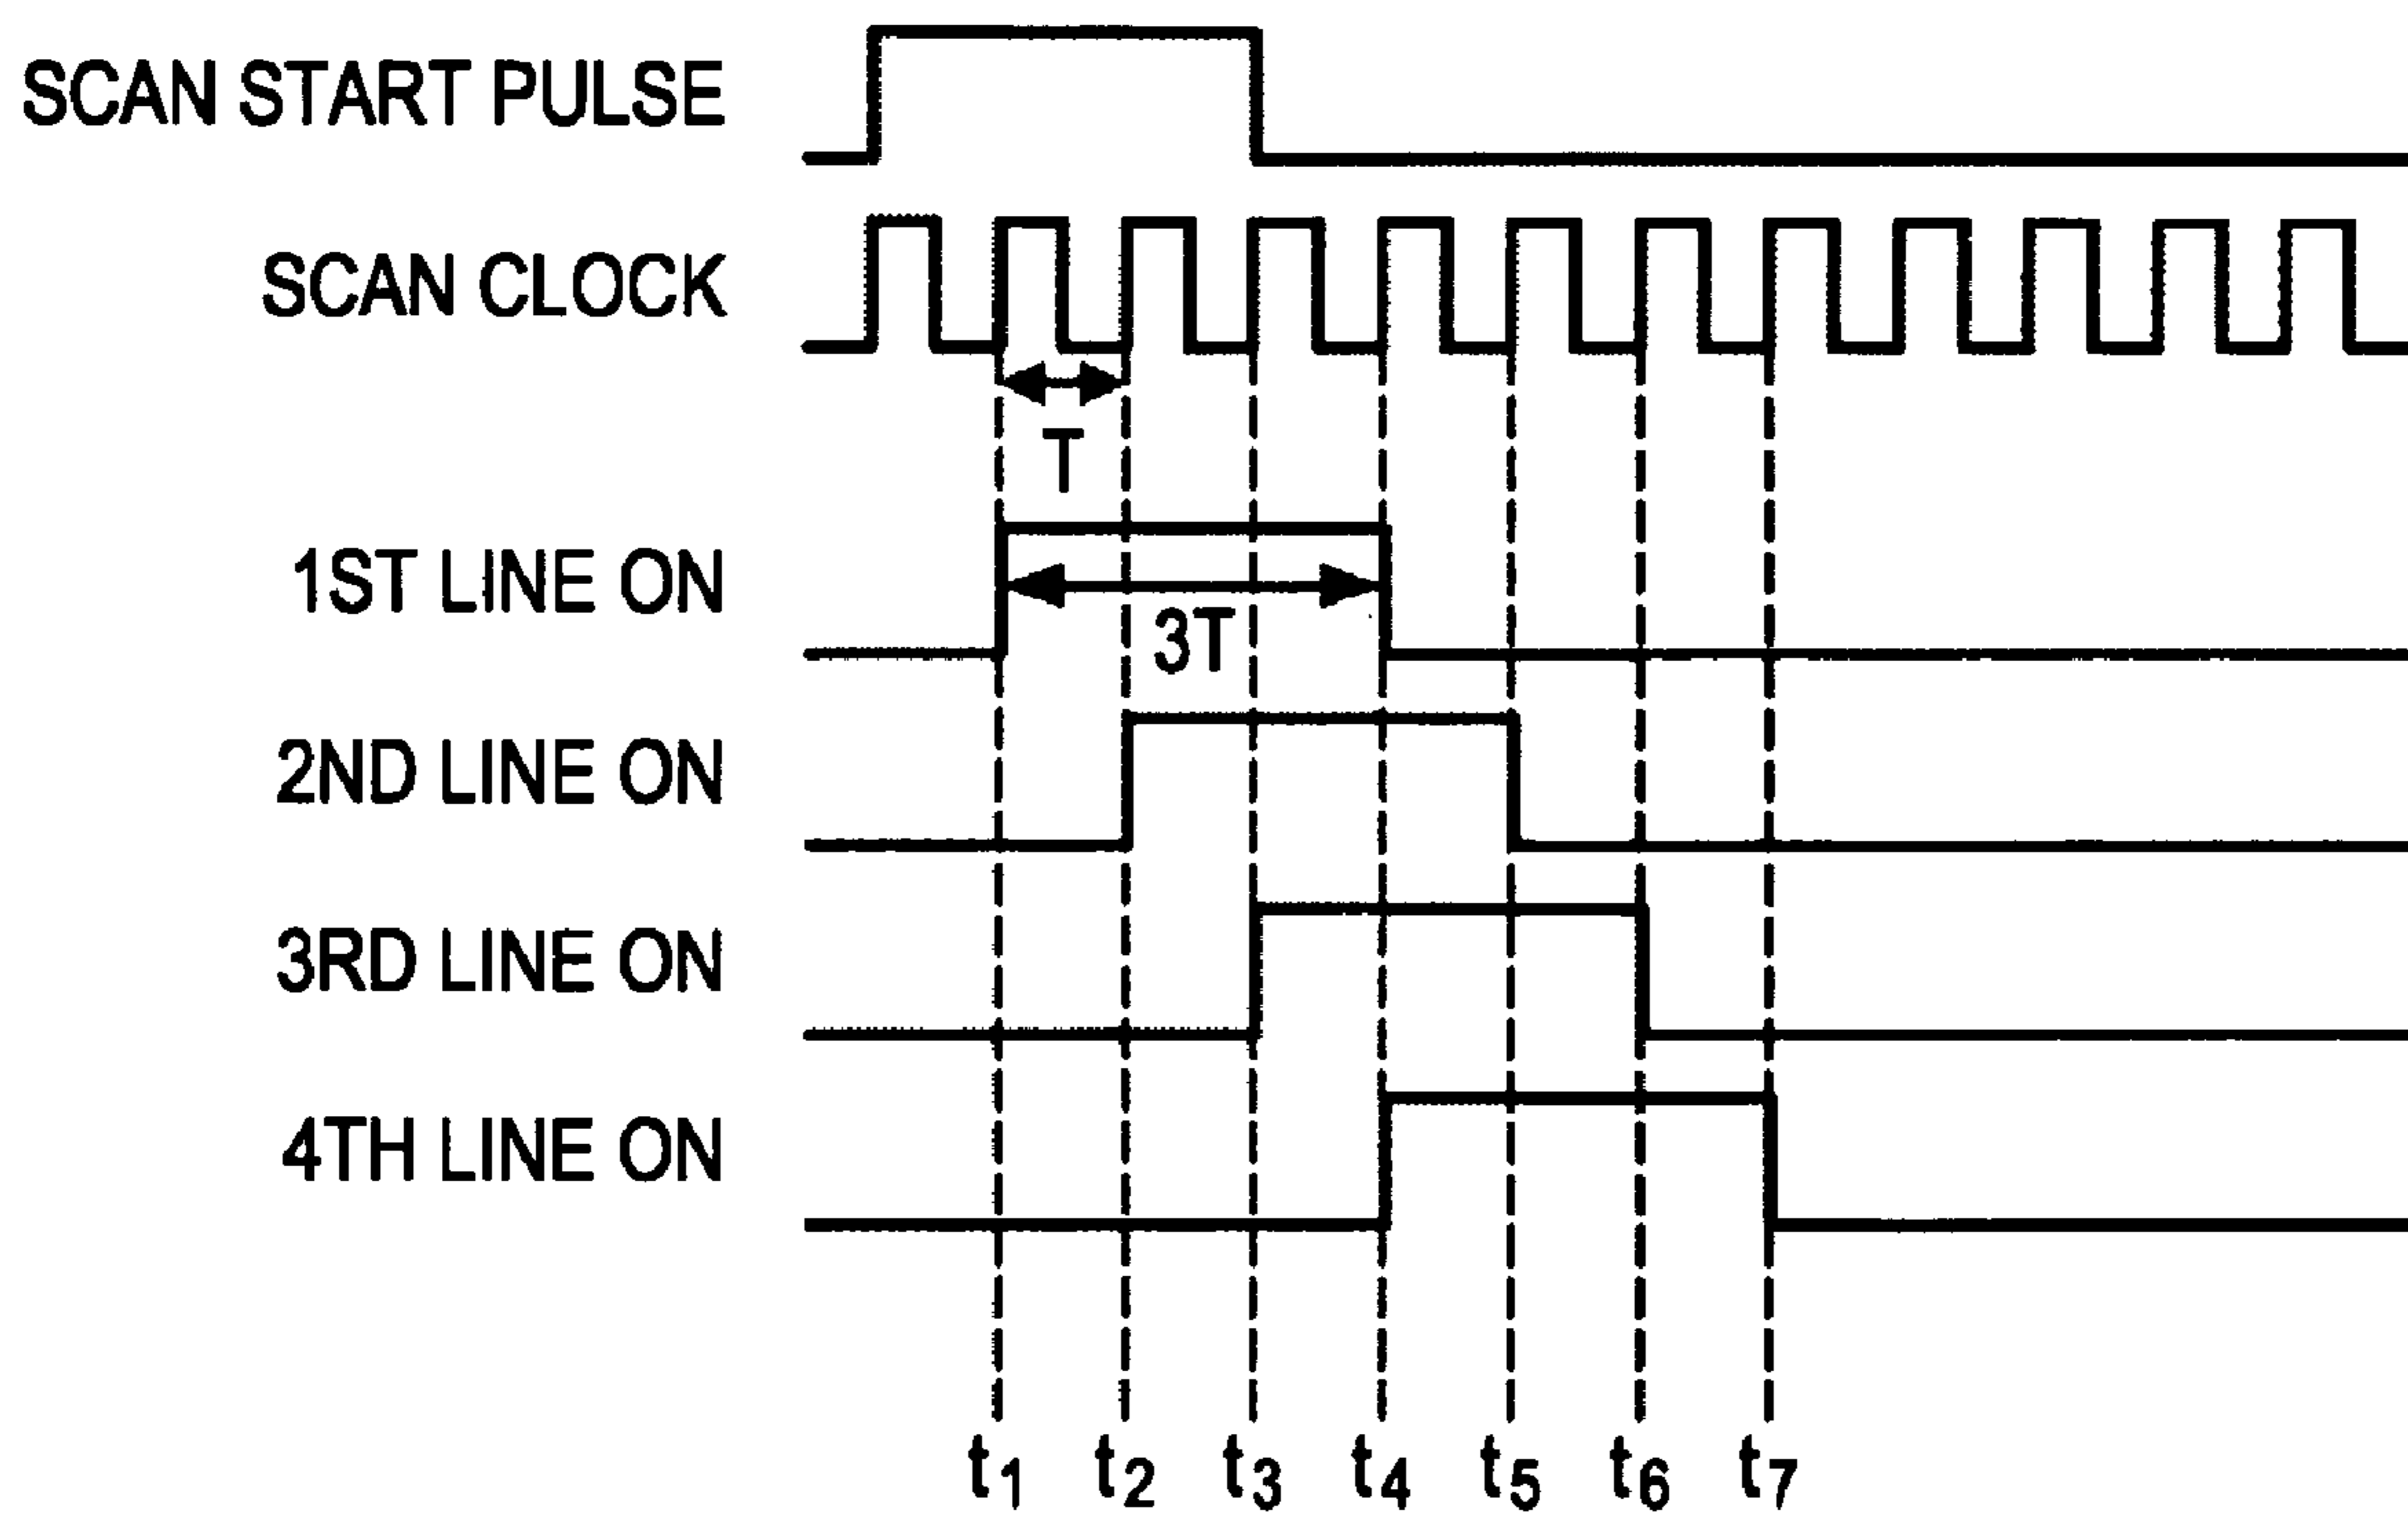 SCAN START PULSE
SCAN CLOCK
T
1ST LINE ON
3T
2ND LINE ON
3RD LINE ON
4TH LINE ON
t1 t2 t3 t4 t5 t6 t7